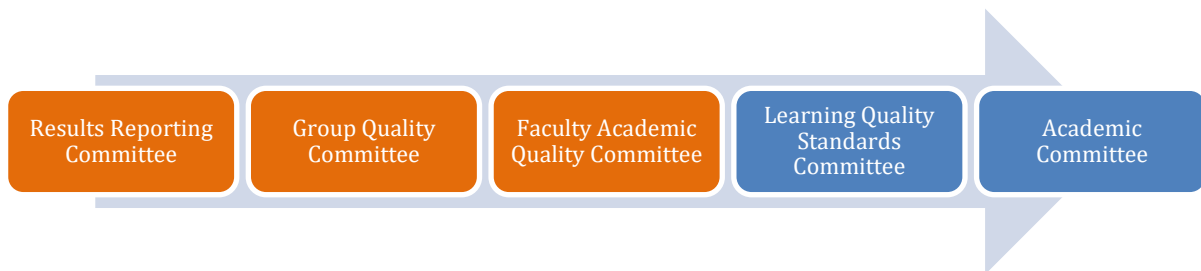 Results Reporting
Committee
Group Quality
Committee
Faculty Academic
Quality Committee
Learning Quality
Standards
Committee
Academic
Committee